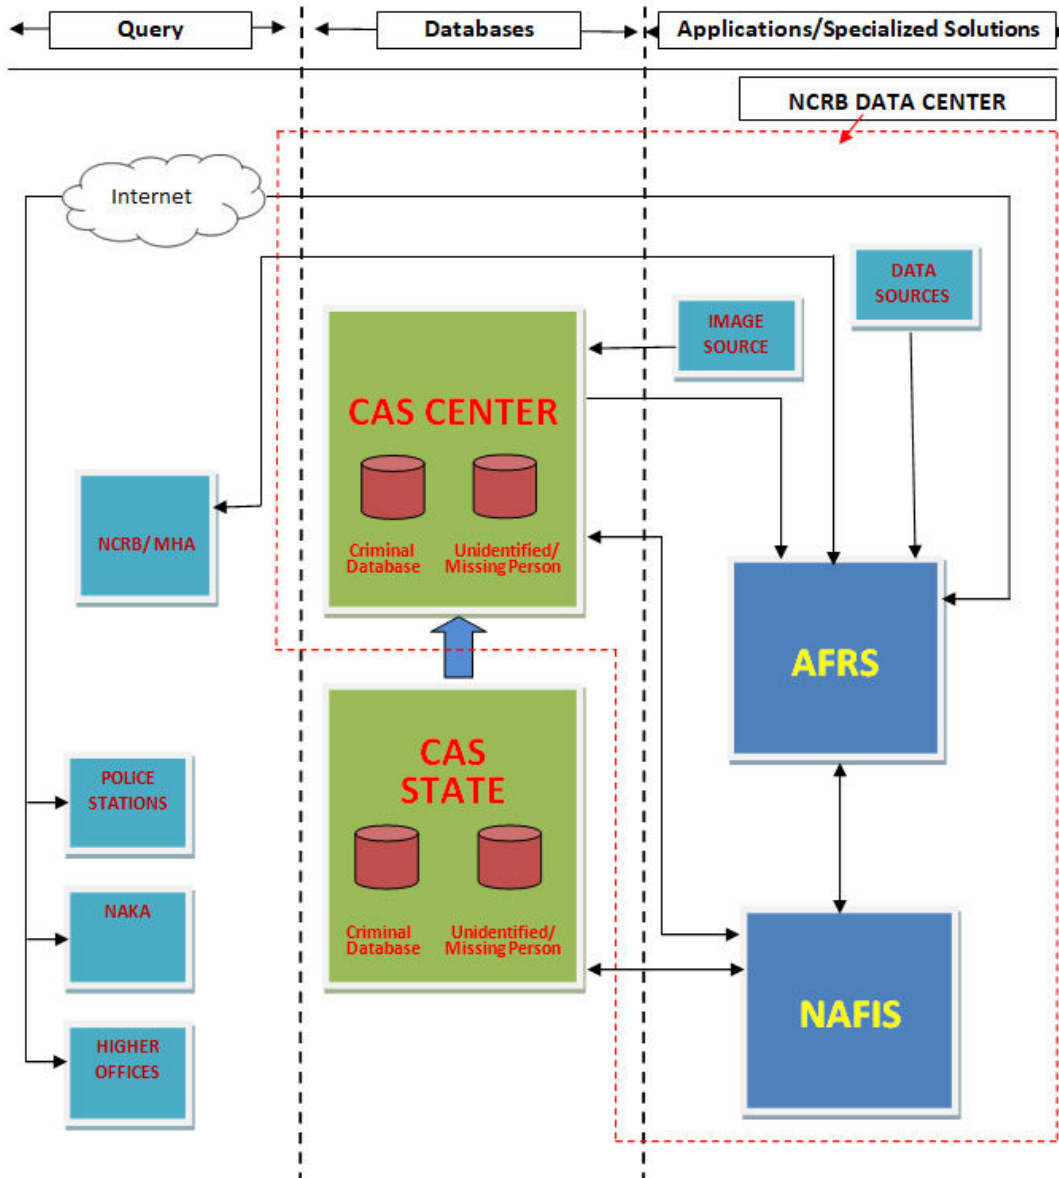 Query
Databases
Applications/Specialized Solutions
NCRB DATA CENTER
Internet
DATA
SOURCES
IMAGE
SOURCE
CAS CENTER
NCRB/ MHA
Criminal
Database
Unidentified/
Missing Person
AFRS
CAS
STATE
POLICE
STATIONS
NAKA
Criminal
Database
Unidentified/
Missing Person
NAFIS
HIGHER
OFFICES